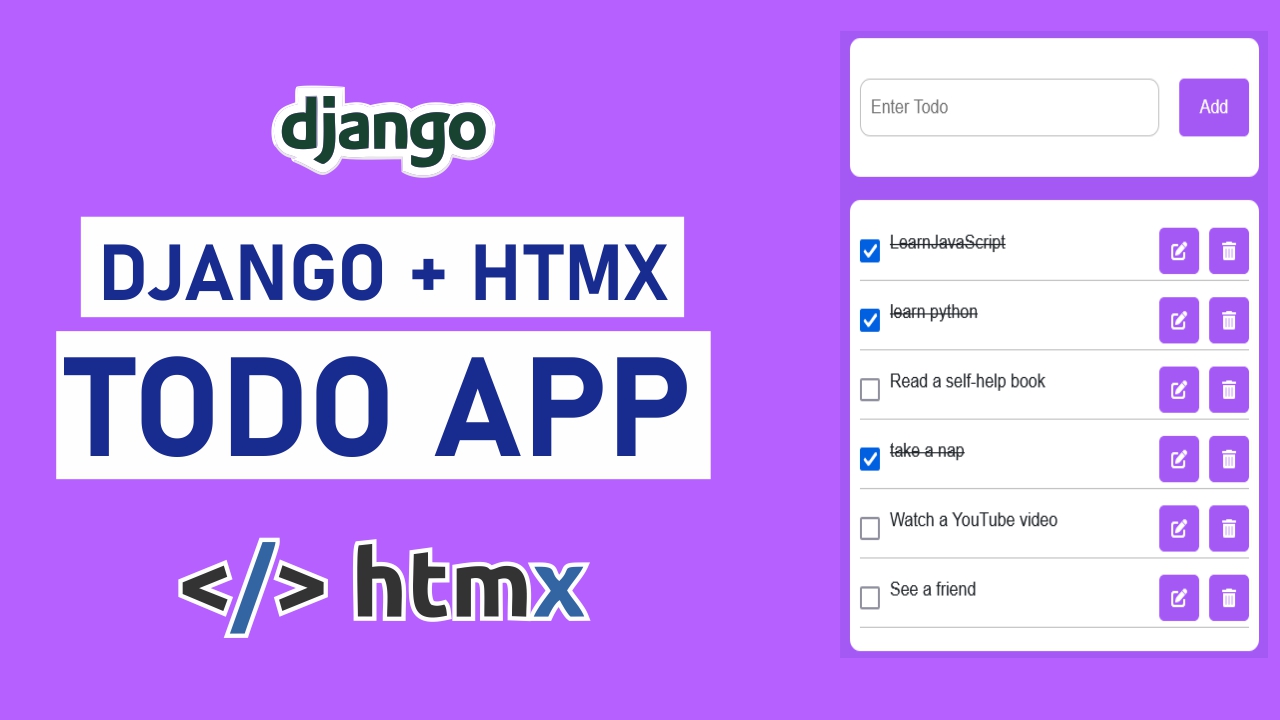 django
DJANGO + HTMX
TODO APP
</> htmx
Enter Todo
Add
LearnJavaScript
learn python
Read a self-help book
take a nap
Watch a YouTube video
See a friend